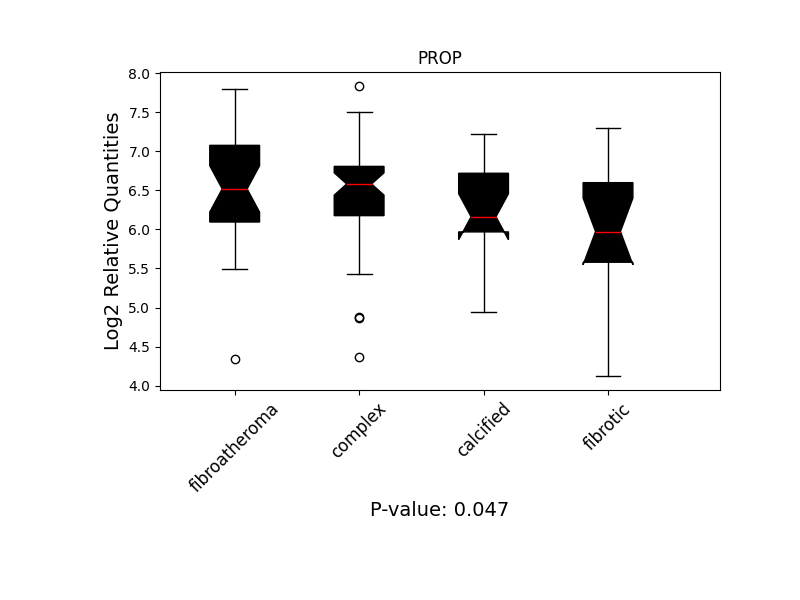 PROP
Log2 Relative Quantities
8.0
7.5
7.0
6.5
6.0
5.5
5.0
4.5
4.0
fibroatheroma
complex
calcified
fibrotic
P-value: 0.047